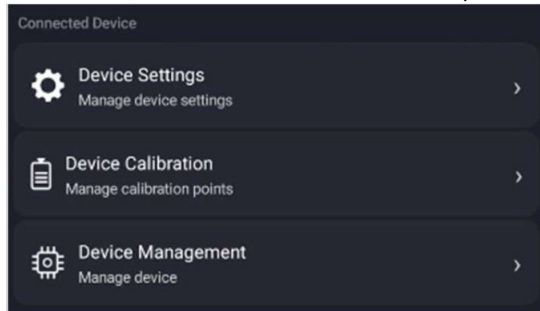 Connected Device
Device Settings
Manage device settings
Device Calibration
Manage calibration points
Device Management
Manage device